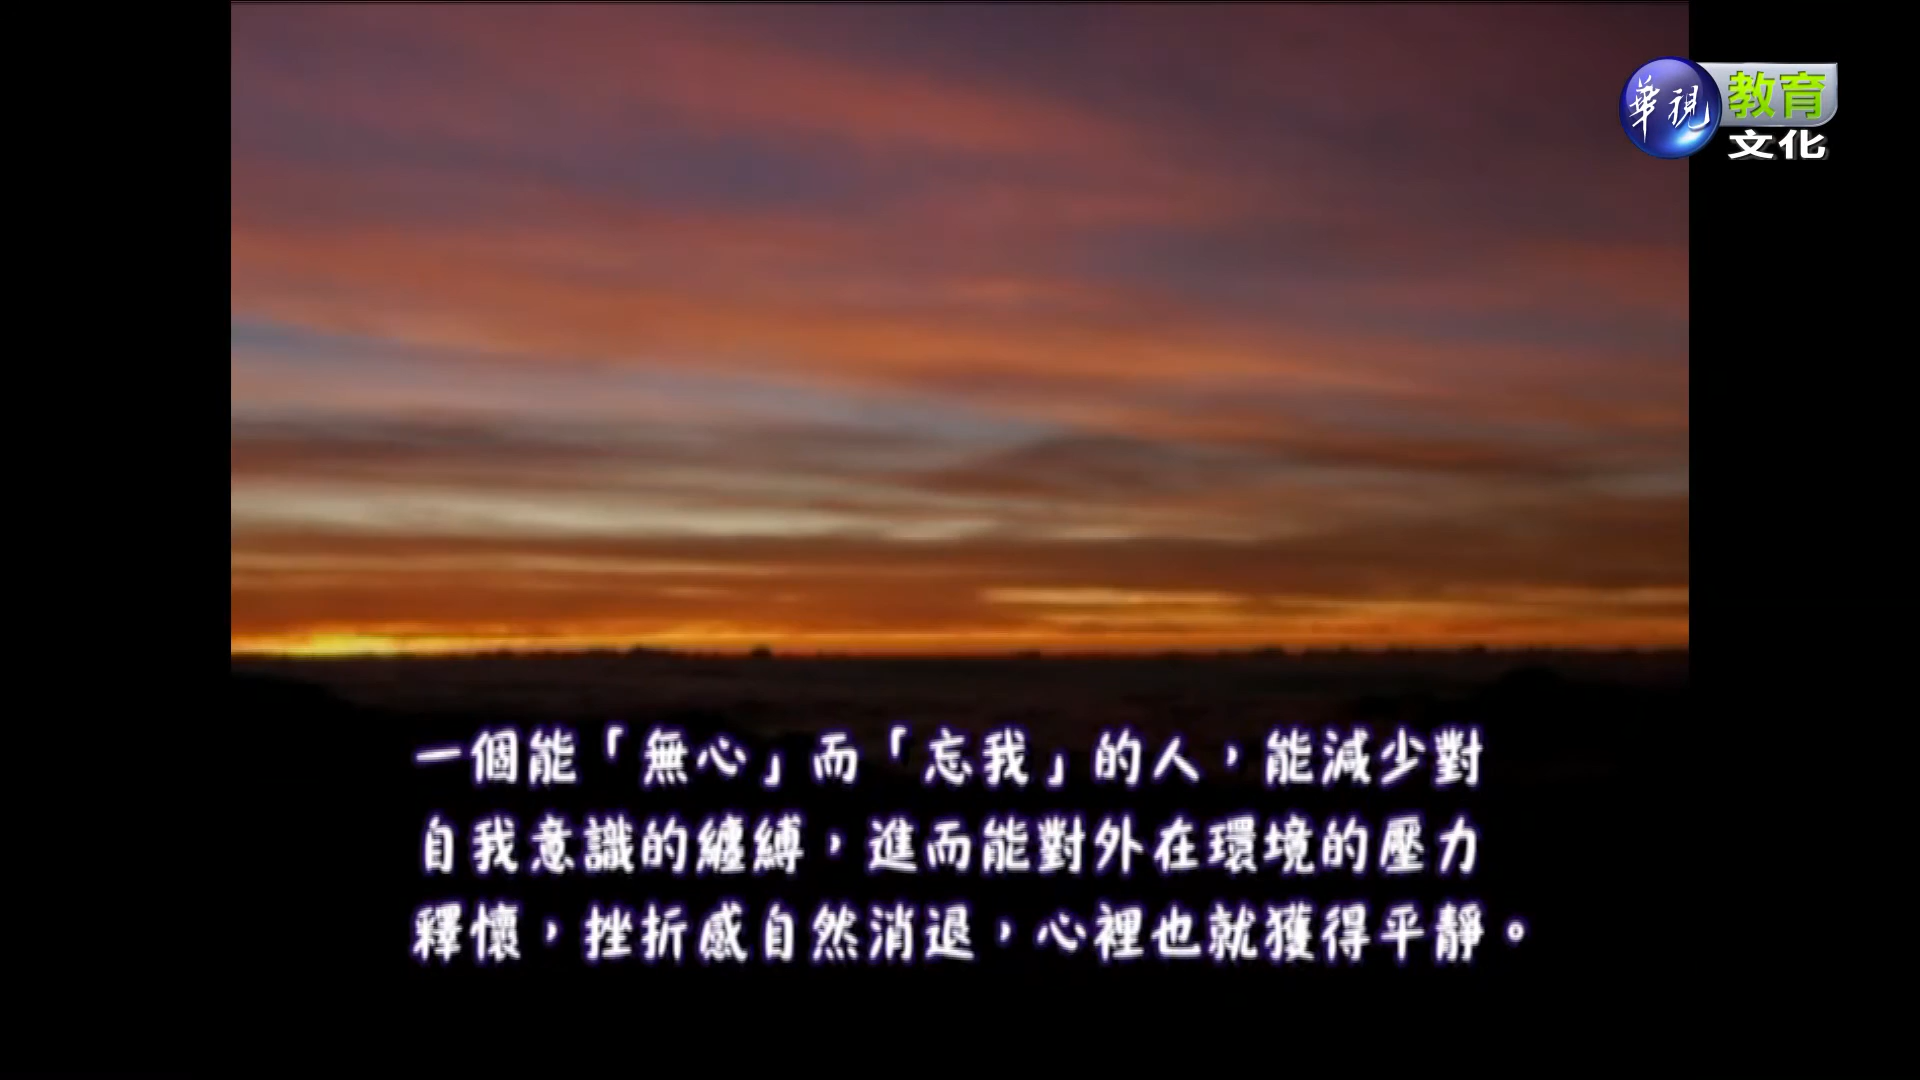 華視 教育
文化
一個能「無心」而「忘我」的人，能減少對
自我意識的纏縛，進而能對外在環境的壓力
釋懷，挫折感自然消退，心裡也就獲得平靜。